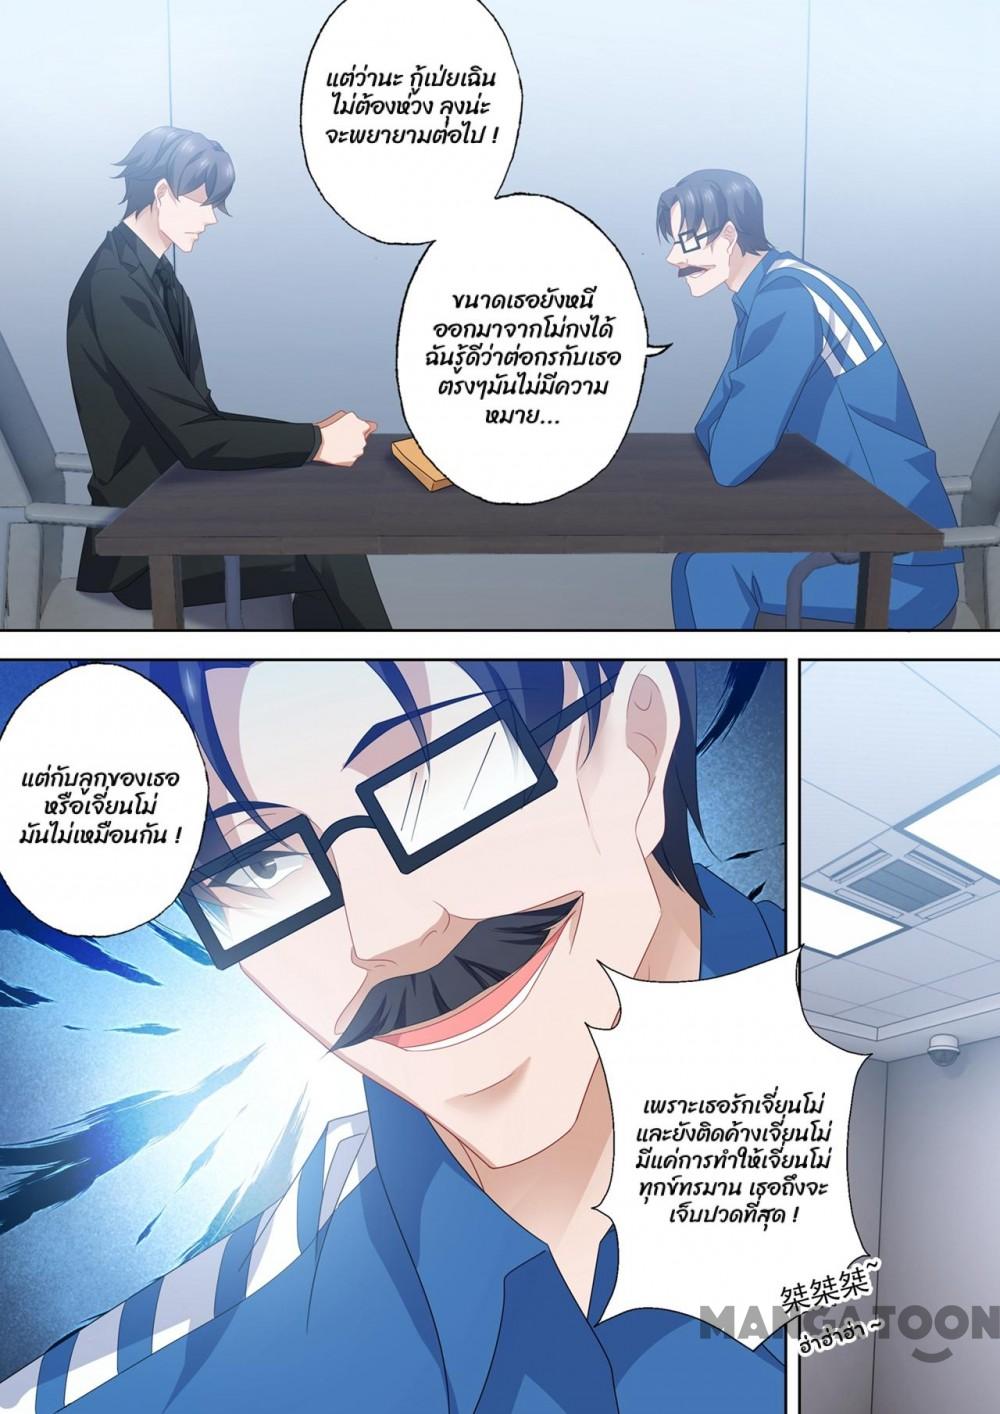 แต่ว่านะ กู้เป่ยเฉิน
ไม่ต้องห่วง ลุงน่ะ
จะพยายามต่อไป !
ขนาดเธอยังหนี
ออกมาจากโม่กงได้
ฉันรู้ดีว่าต่อกรกับเธอ
ตรงๆมันไม่มีความ
หมาย...
แต่กับลูกของเธอ
หรือเจี่ยนโม่
มันไม่เหมือนกัน !
เพราะเธอรักเจี่ยนโม่
และยังติดค้างเจี่ยนโม่
มีแค่การทำให้เจี่ยนโม่
ทุกข์ทรมาน เธอถึงจะ
เจ็บปวดที่สุด !
桀桀桀~
MANGATOON
ฮ่าฮ่าฮ่า ~